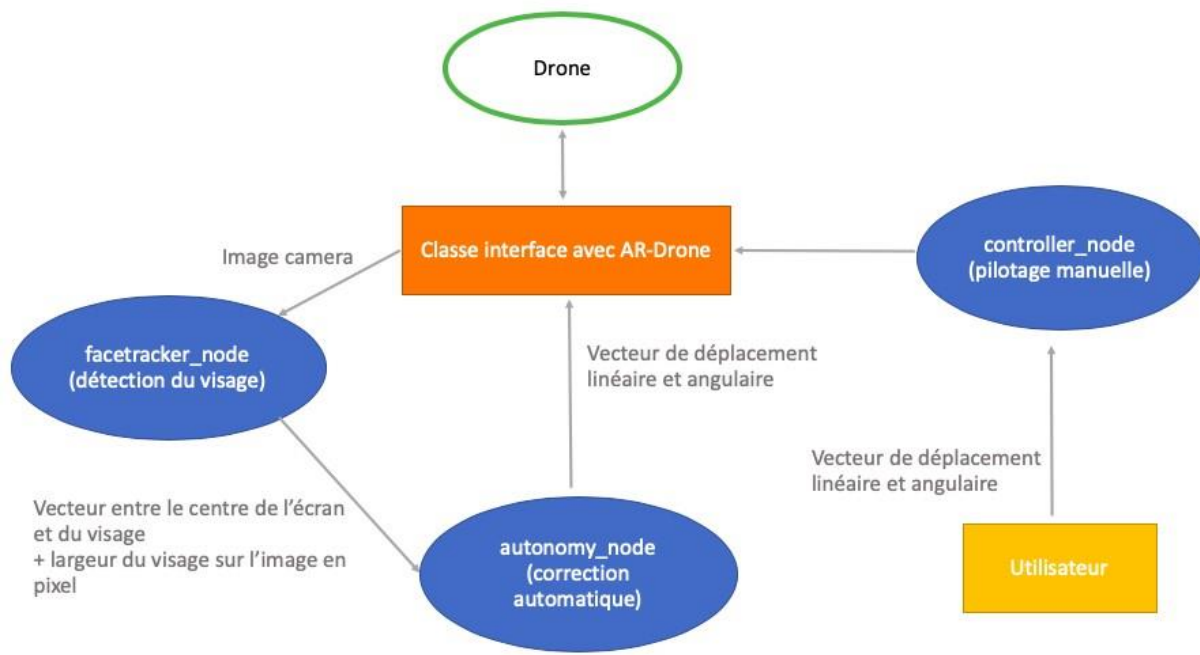 Drone
Classe interface avec AR-Drone
controller_node
(pilotage manuelle)
Image camera
facetracker_node
(détection du visage)
Vecteur de déplacement
linéaire et angulaire
Vecteur de déplacement
linéaire et angulaire
Vecteur entre le centre de l’écran
et du visage
+ largeur du visage sur l’image en
pixel
autonomy_node
(correction
automatique)
Utilisateur